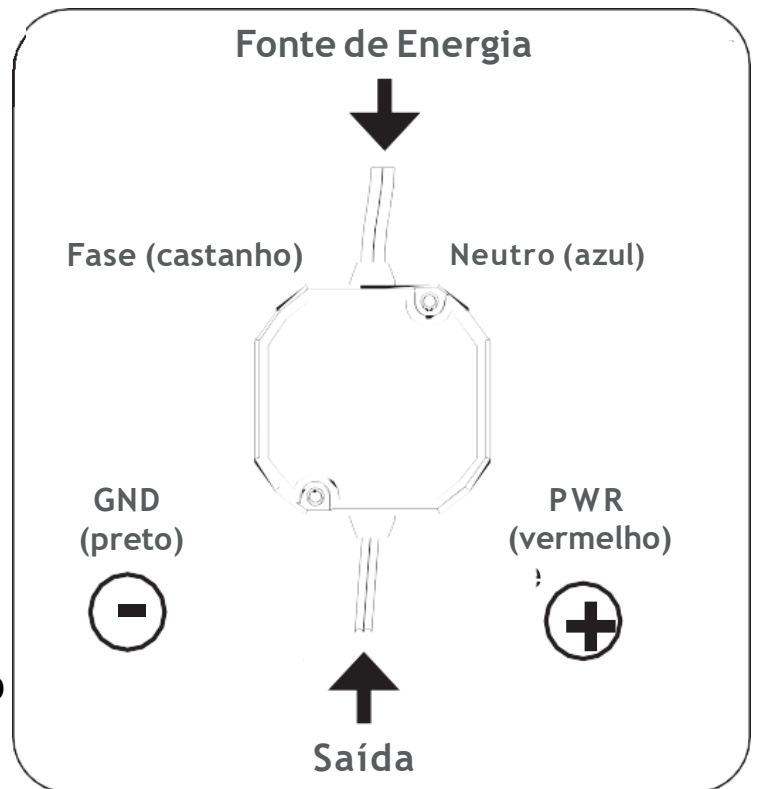 Fonte de Energia
Fase (castanho)
Neutro (azul)
GND
(preto)
PWR
(vermelho)
-
+
Saída